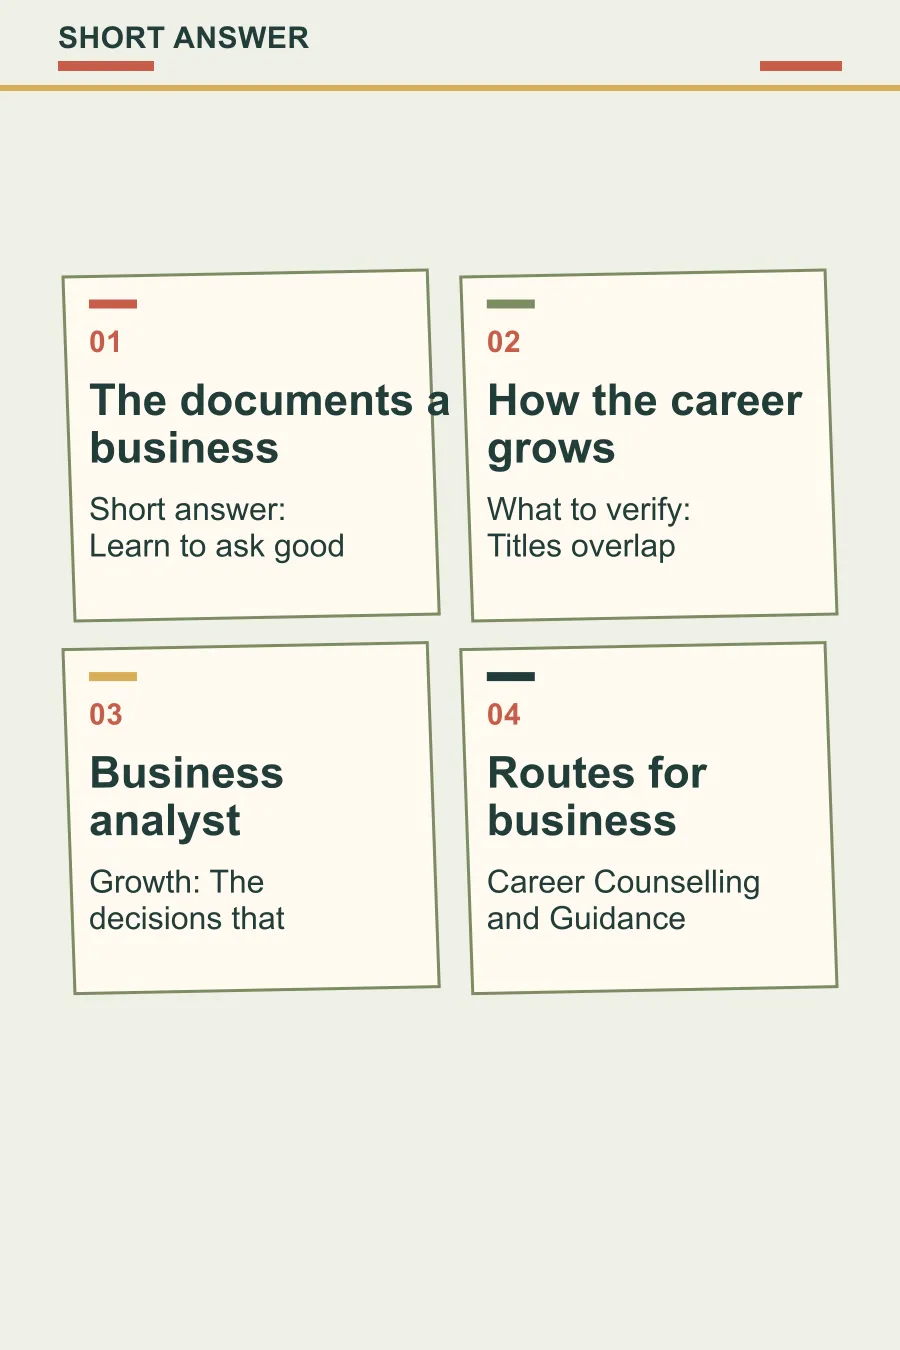 SHORT ANSWER
01
The documents a
business
Short answer:
Learn to ask good
02
How the career
grows
What to verify:
Titles overlap
03
Business
analyst
Growth: The
decisions that
04
Routes for
business
Career Counselling
and Guidance